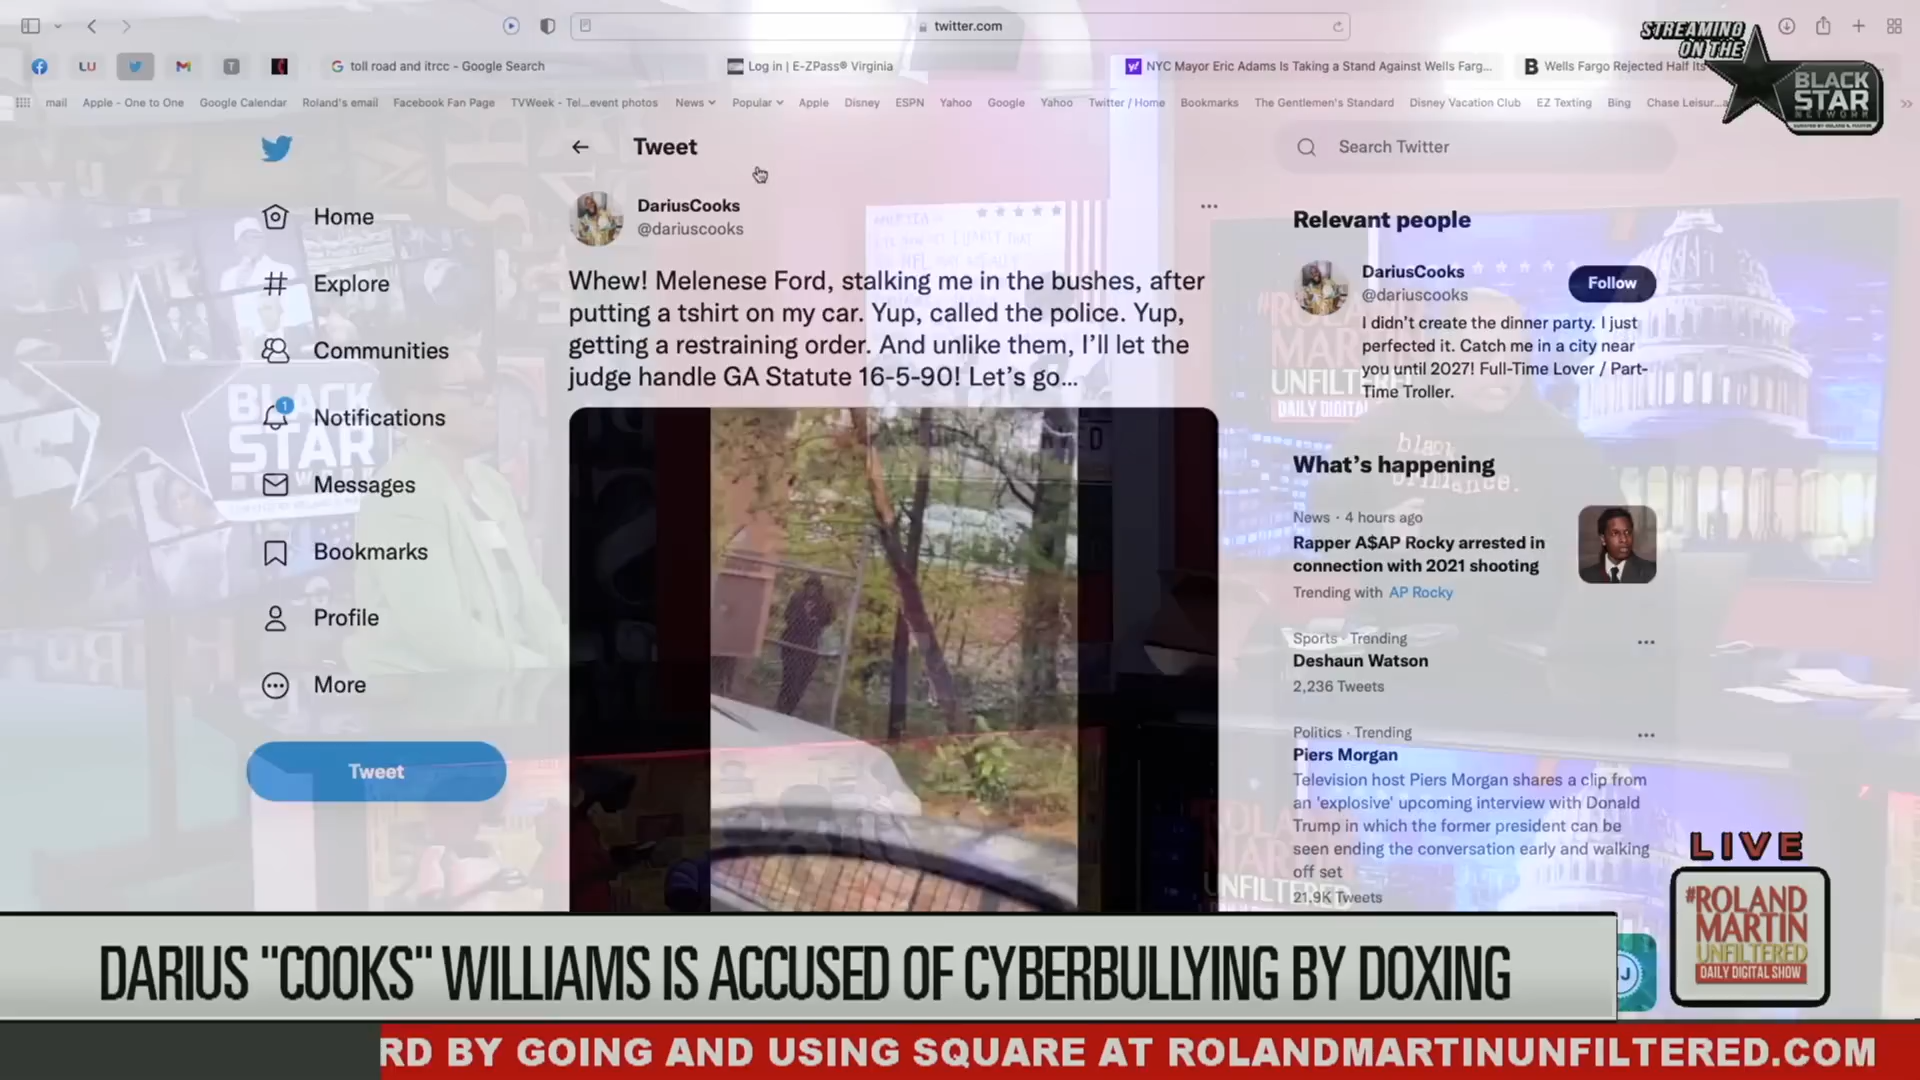 twitter.com
STREAMING
ON THE
BLACK
STAR
NETWORK
LU
T
toll road and itrcc - Google Search
Log in | E-ZPass® Virginia
NYC Mayor Eric Adams Is Taking a Stand Against Wells Farg...
Wells Fargo Rejected Half Its
mail
Apple - One to One
Google Calendar
Roland's email
Facebook Fan Page
TVWeek - Tel...event photos
News
Popular
Apple
Disney
ESPN
Yahoo
Google
Yahoo
Twitter / Home
Bookmarks
The Gentlemen's Standard
Disney Vacation Club
EZ Texting
Bing
Chase Leisur...
Home
Explore
Communities
1
Notifications
Messages
Bookmarks
Profile
More
Tweet
BLACK
STAR
Tweet
DariusCooks
@dariuscooks
Whew! Melenese Ford, stalking me in the bushes, after
putting a tshirt on my car. Yup, called the police. Yup,
getting a restraining order. And unlike them, I'll let the
judge handle GA Statute 16-5-90! Let's go...
Search Twitter
Relevant people
DariusCooks
@dariuscooks
Follow
I didn't create the dinner party. I just
perfected it. Catch me in a city near
you until 2027! Full-Time Lover / Part-
Time Troller.
UNFILTERED
DAILY DIGITAL
black
brilliance.
What's happening
News · 4 hours ago
Rapper A$AP Rocky arrested in
connection with 2021 shooting
Trending with AP Rocky
Sports · Trending
Deshaun Watson
2,236 Tweets
Politics · Trending
Piers Morgan
Television host Piers Morgan shares a clip from
an 'explosive' upcoming interview with Donald
Trump in which the former president can be
seen ending the conversation early and walking
off set
21.9K Tweets
UNFILTERED
LIVE
#ROLAND
MARTIN
UNFILTERED
DAILY DIGITAL SHOW
DARIUS "COOKS" WILLIAMS IS ACCUSED OF CYBERBULLYING BY DOXING
RD BY GOING AND USING SQUARE AT ROLANDMARTINUNFILTERED.COM